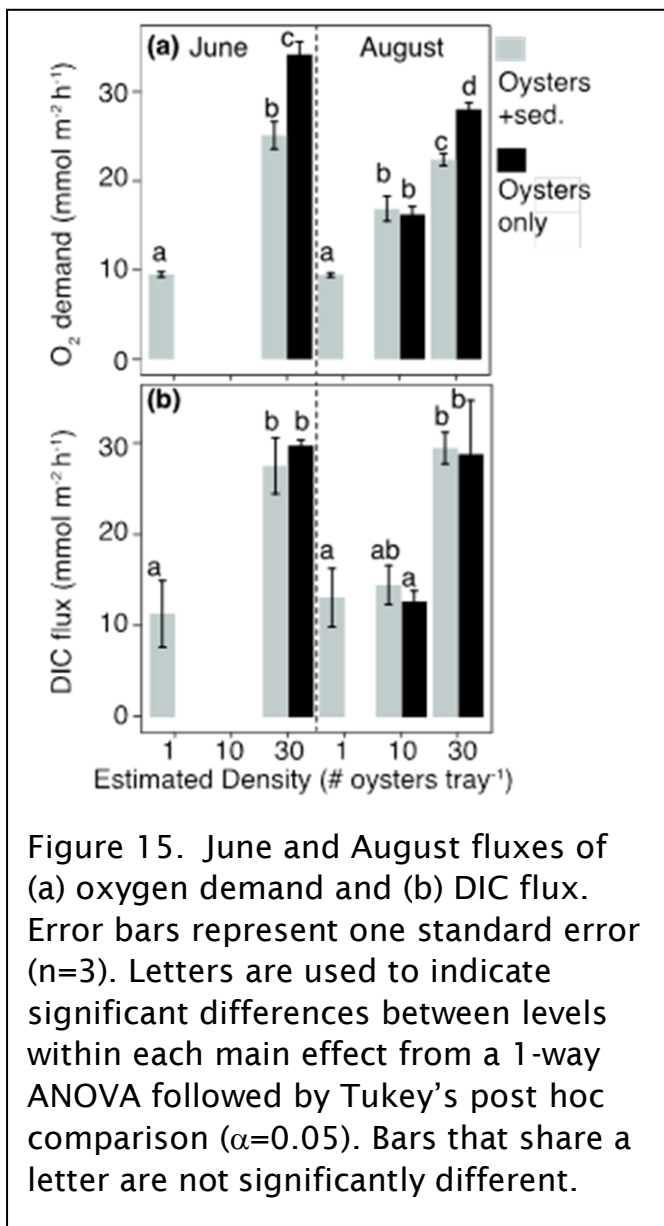 (a) June August
Oysters
+sed.
Oysters
only
O₂ demand (mmol m⁻² h⁻¹)
30
20
10
0
a
b
c
a
b b
c
d
(b)
DIC flux (mmol m⁻² h⁻¹)
30
20
10
0
a
b b
a
ab
a
b b
1 10 30 1 10 30
Estimated Density (# oysters tray⁻¹)
Figure 15. June and August fluxes of
(a) oxygen demand and (b) DIC flux.
Error bars represent one standard error
(n=3). Letters are used to indicate
significant differences between levels
within each main effect from a 1-way
ANOVA followed by Tukey’s post hoc
comparison (α=0.05). Bars that share a
letter are not significantly different.